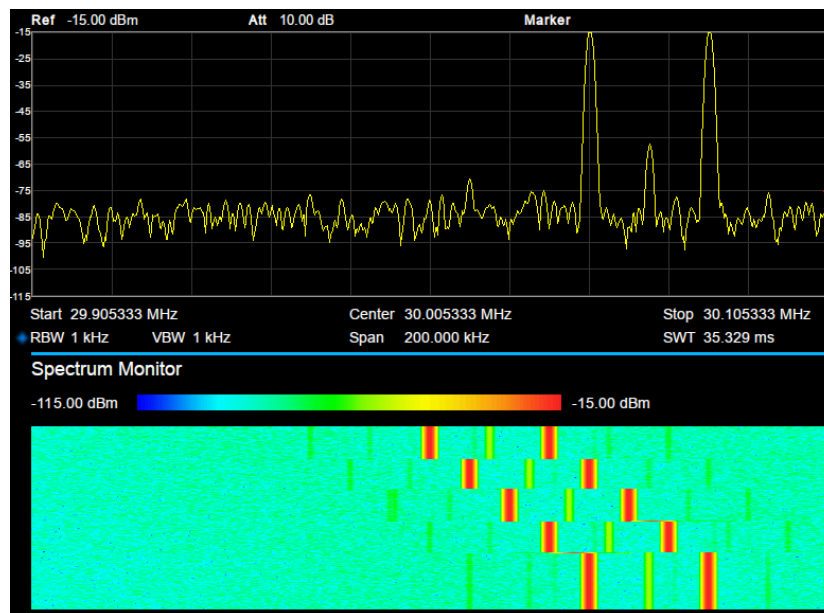 Ref -15.00 dBm Att 10.00 dB Marker
-15
-25
-35
-45
-55
-65
-75
-85
-95
-105
-115
Start 29.905333 MHz Center 30.005333 MHz Stop 30.105333 MHz
RBW 1 kHz VBW 1 kHz Span 200.000 kHz SWT 35.329 ms
Spectrum Monitor
-115.00 dBm -15.00 dBm